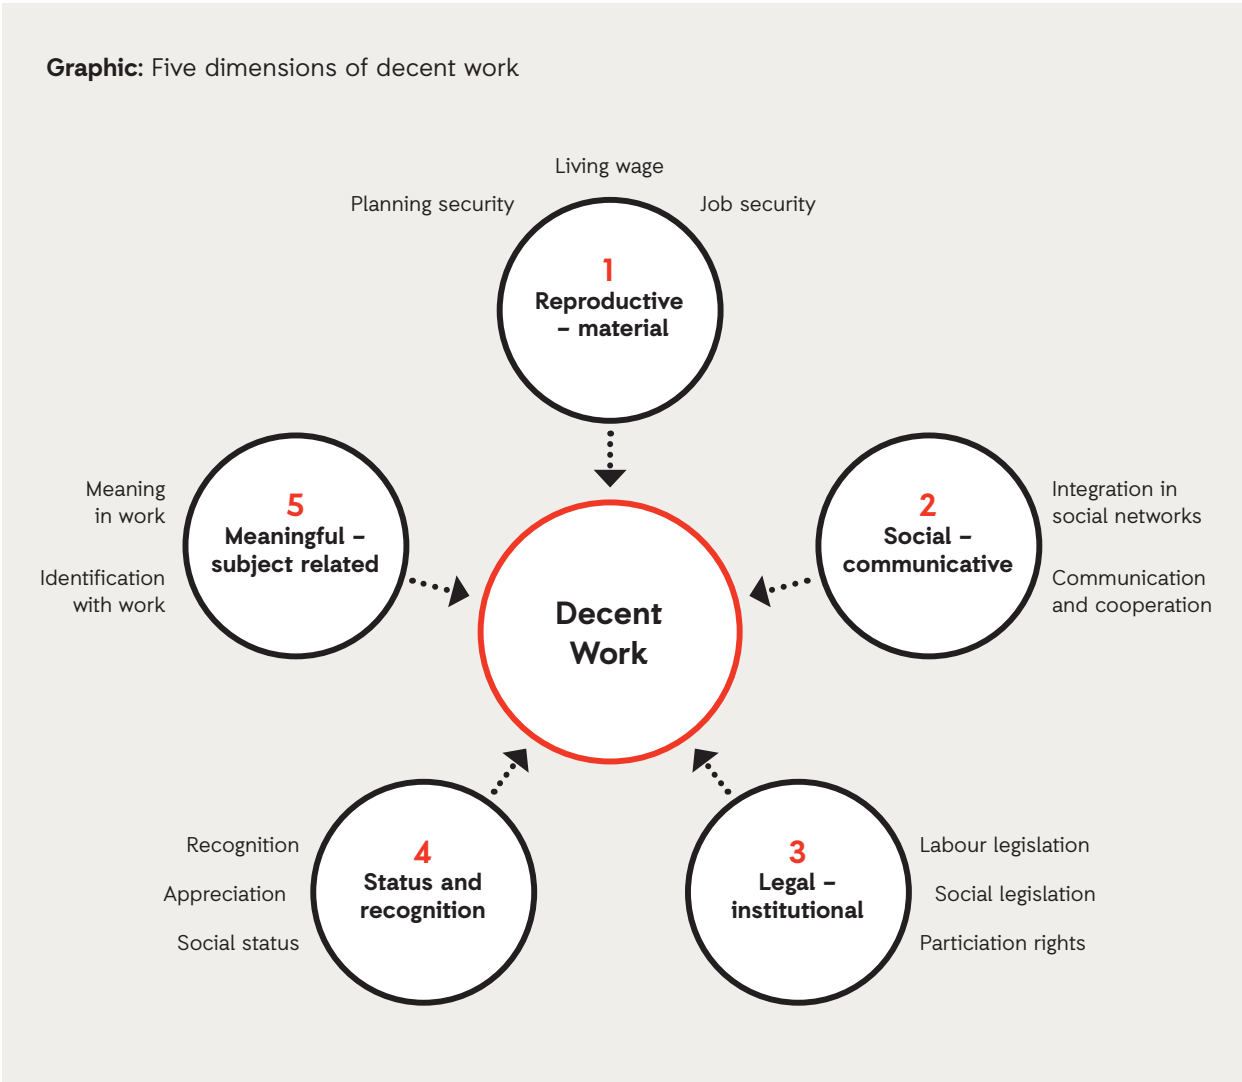 Graphic: Five dimensions of decent work
Living wage
Planning security
Job security
1
Reproductive
– material
Meaning
in work
Identification
with work
5
Meaningful –
subject related
2
Social –
communicative
Integration in
social networks
Communication
and cooperation
Decent
Work
Recognition
Appreciation
Social status
4
Status and
recognition
3
Legal –
institutional
Labour legislation
Social legislation
Particiation rights